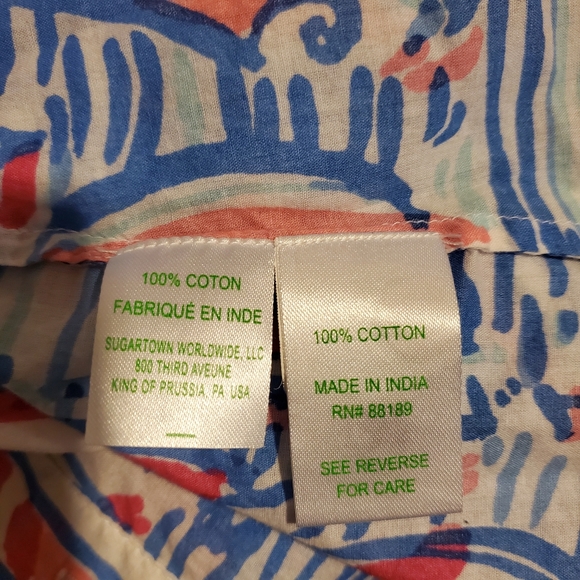 100% COTON
FABRIQUÉ EN INDE
SUGARTOWN WORLDWIDE, LLC
800 THIRD AVEUNE
KING OF PRUSSIA, PA USA
100% COTTON
MADE IN INDIA
RN# 88189
SEE REVERSE
FOR CARE